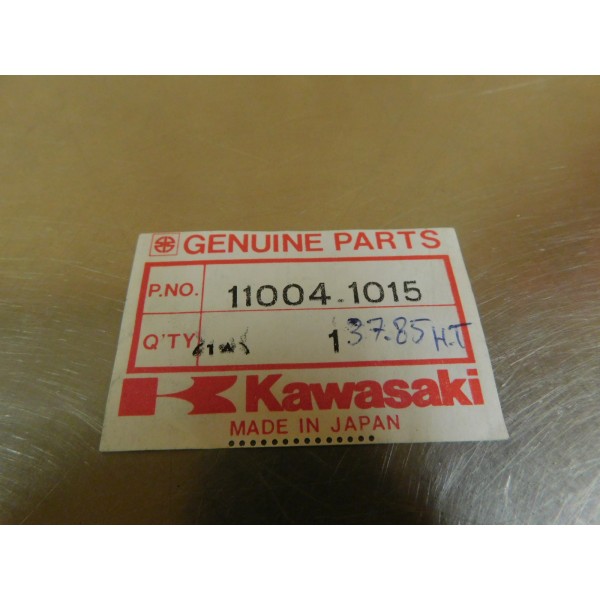 GENUINE PARTS
P.NO. 11004-1015
Q'TY 1 37.85 H.T
Kawasaki
MADE IN JAPAN